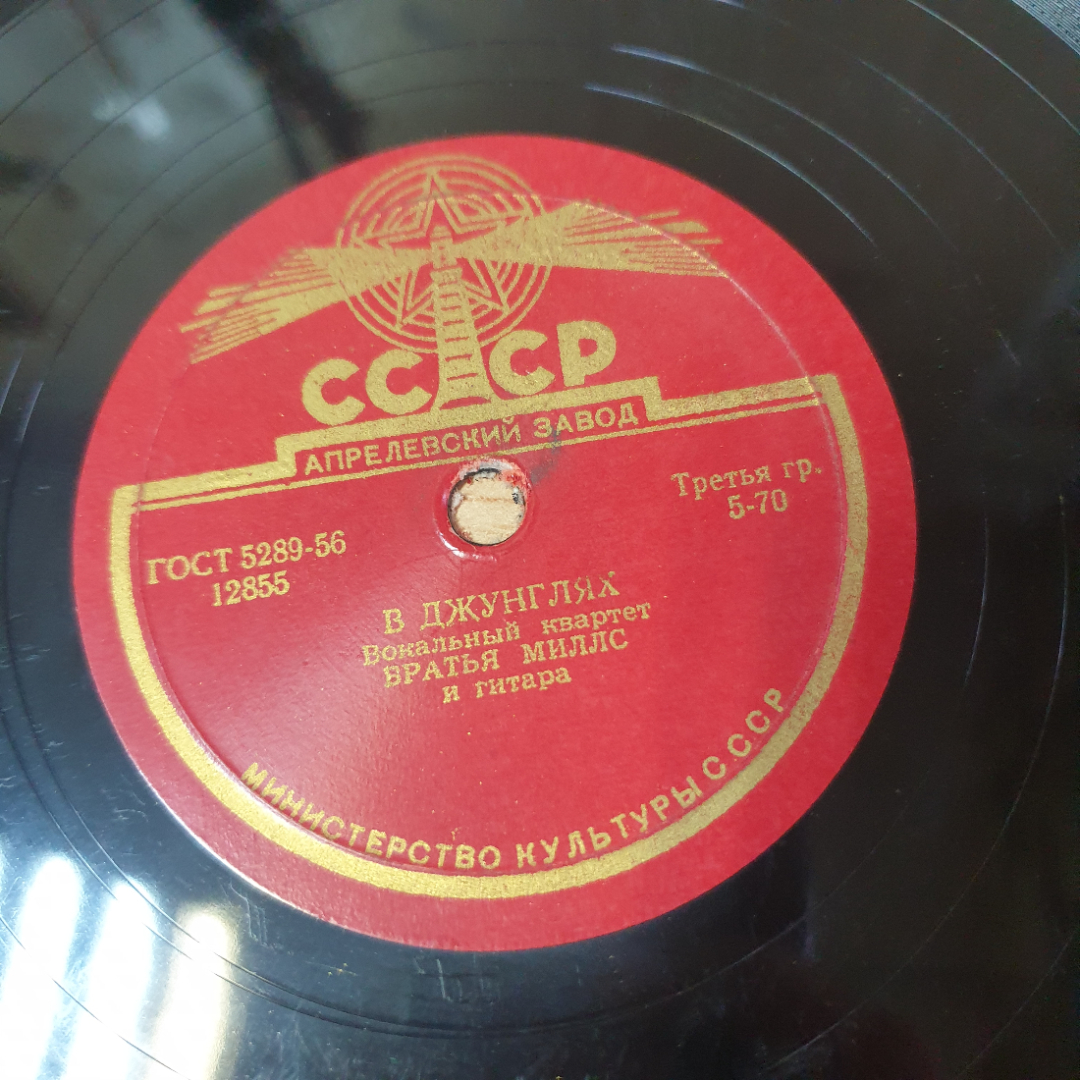 СССР
АПРЕЛЕВСКИЙ ЗАВОД
Третья гр.
5-70
ГОСТ 5289-56
12855
В ДЖУНГЛЯХ
Вокальный квартет
БРАТЬЯ МИЛЛС
и гитара
МИНИСТЕРСТВО КУЛЬТУРЫ СССР